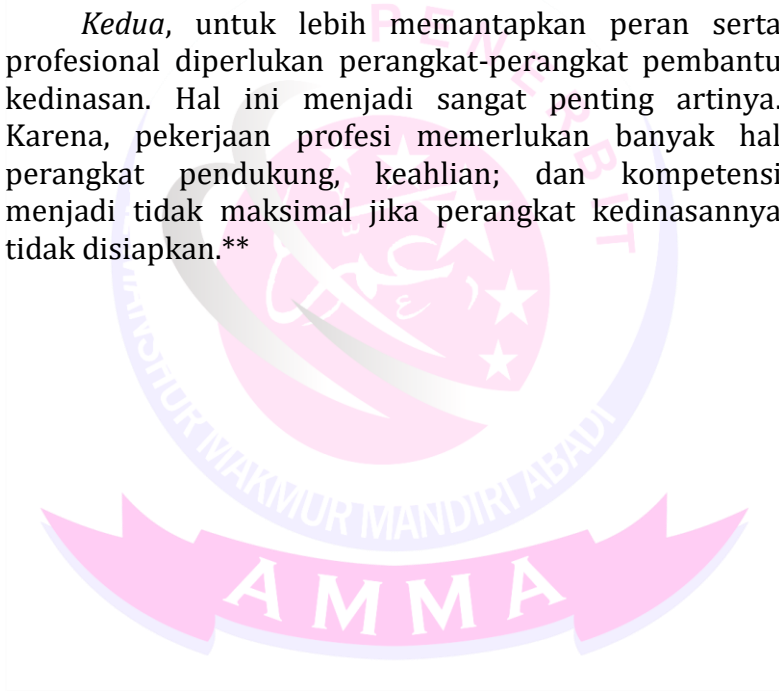 Kedua, untuk lebih memantapkan peran serta
profesional diperlukan perangkat-perangkat pembantu
kedinasan. Hal ini menjadi sangat penting artinya.
Karena, pekerjaan profesi memerlukan banyak hal
perangkat pendukung, keahlian; dan kompetensi
menjadi tidak maksimal jika perangkat kedinasannya
tidak disiapkan.**
PENERBIT
MAKMUR MANDIRI ABADI
AMMA